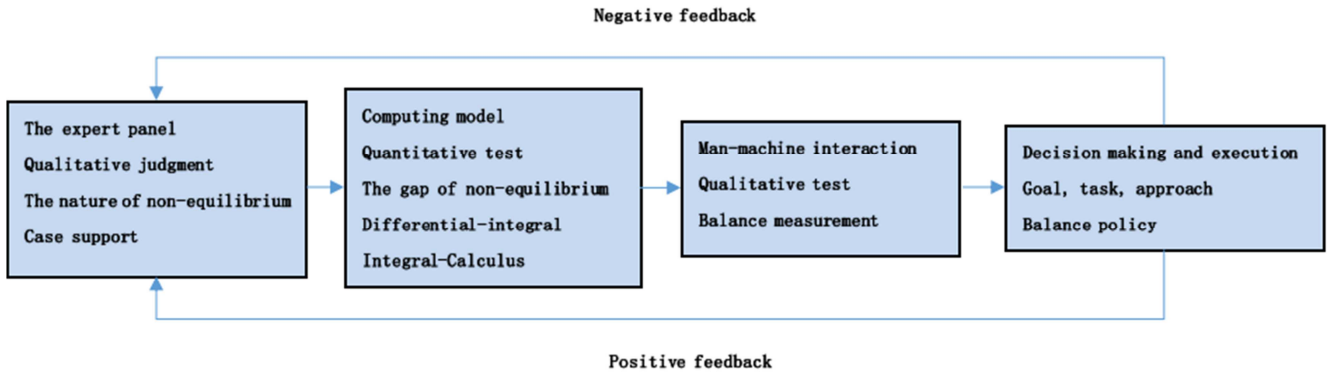 Negative feedback
The expert panel
Qualitative judgment
The nature of non-equilibrium
Case support
Computing model
Quantitative test
The gap of non-equilibrium
Differential-integral
Integral-Calculus
Man-machine interaction
Qualitative test
Balance measurement
Decision making and execution
Goal, task, approach
Balance policy
Positive feedback